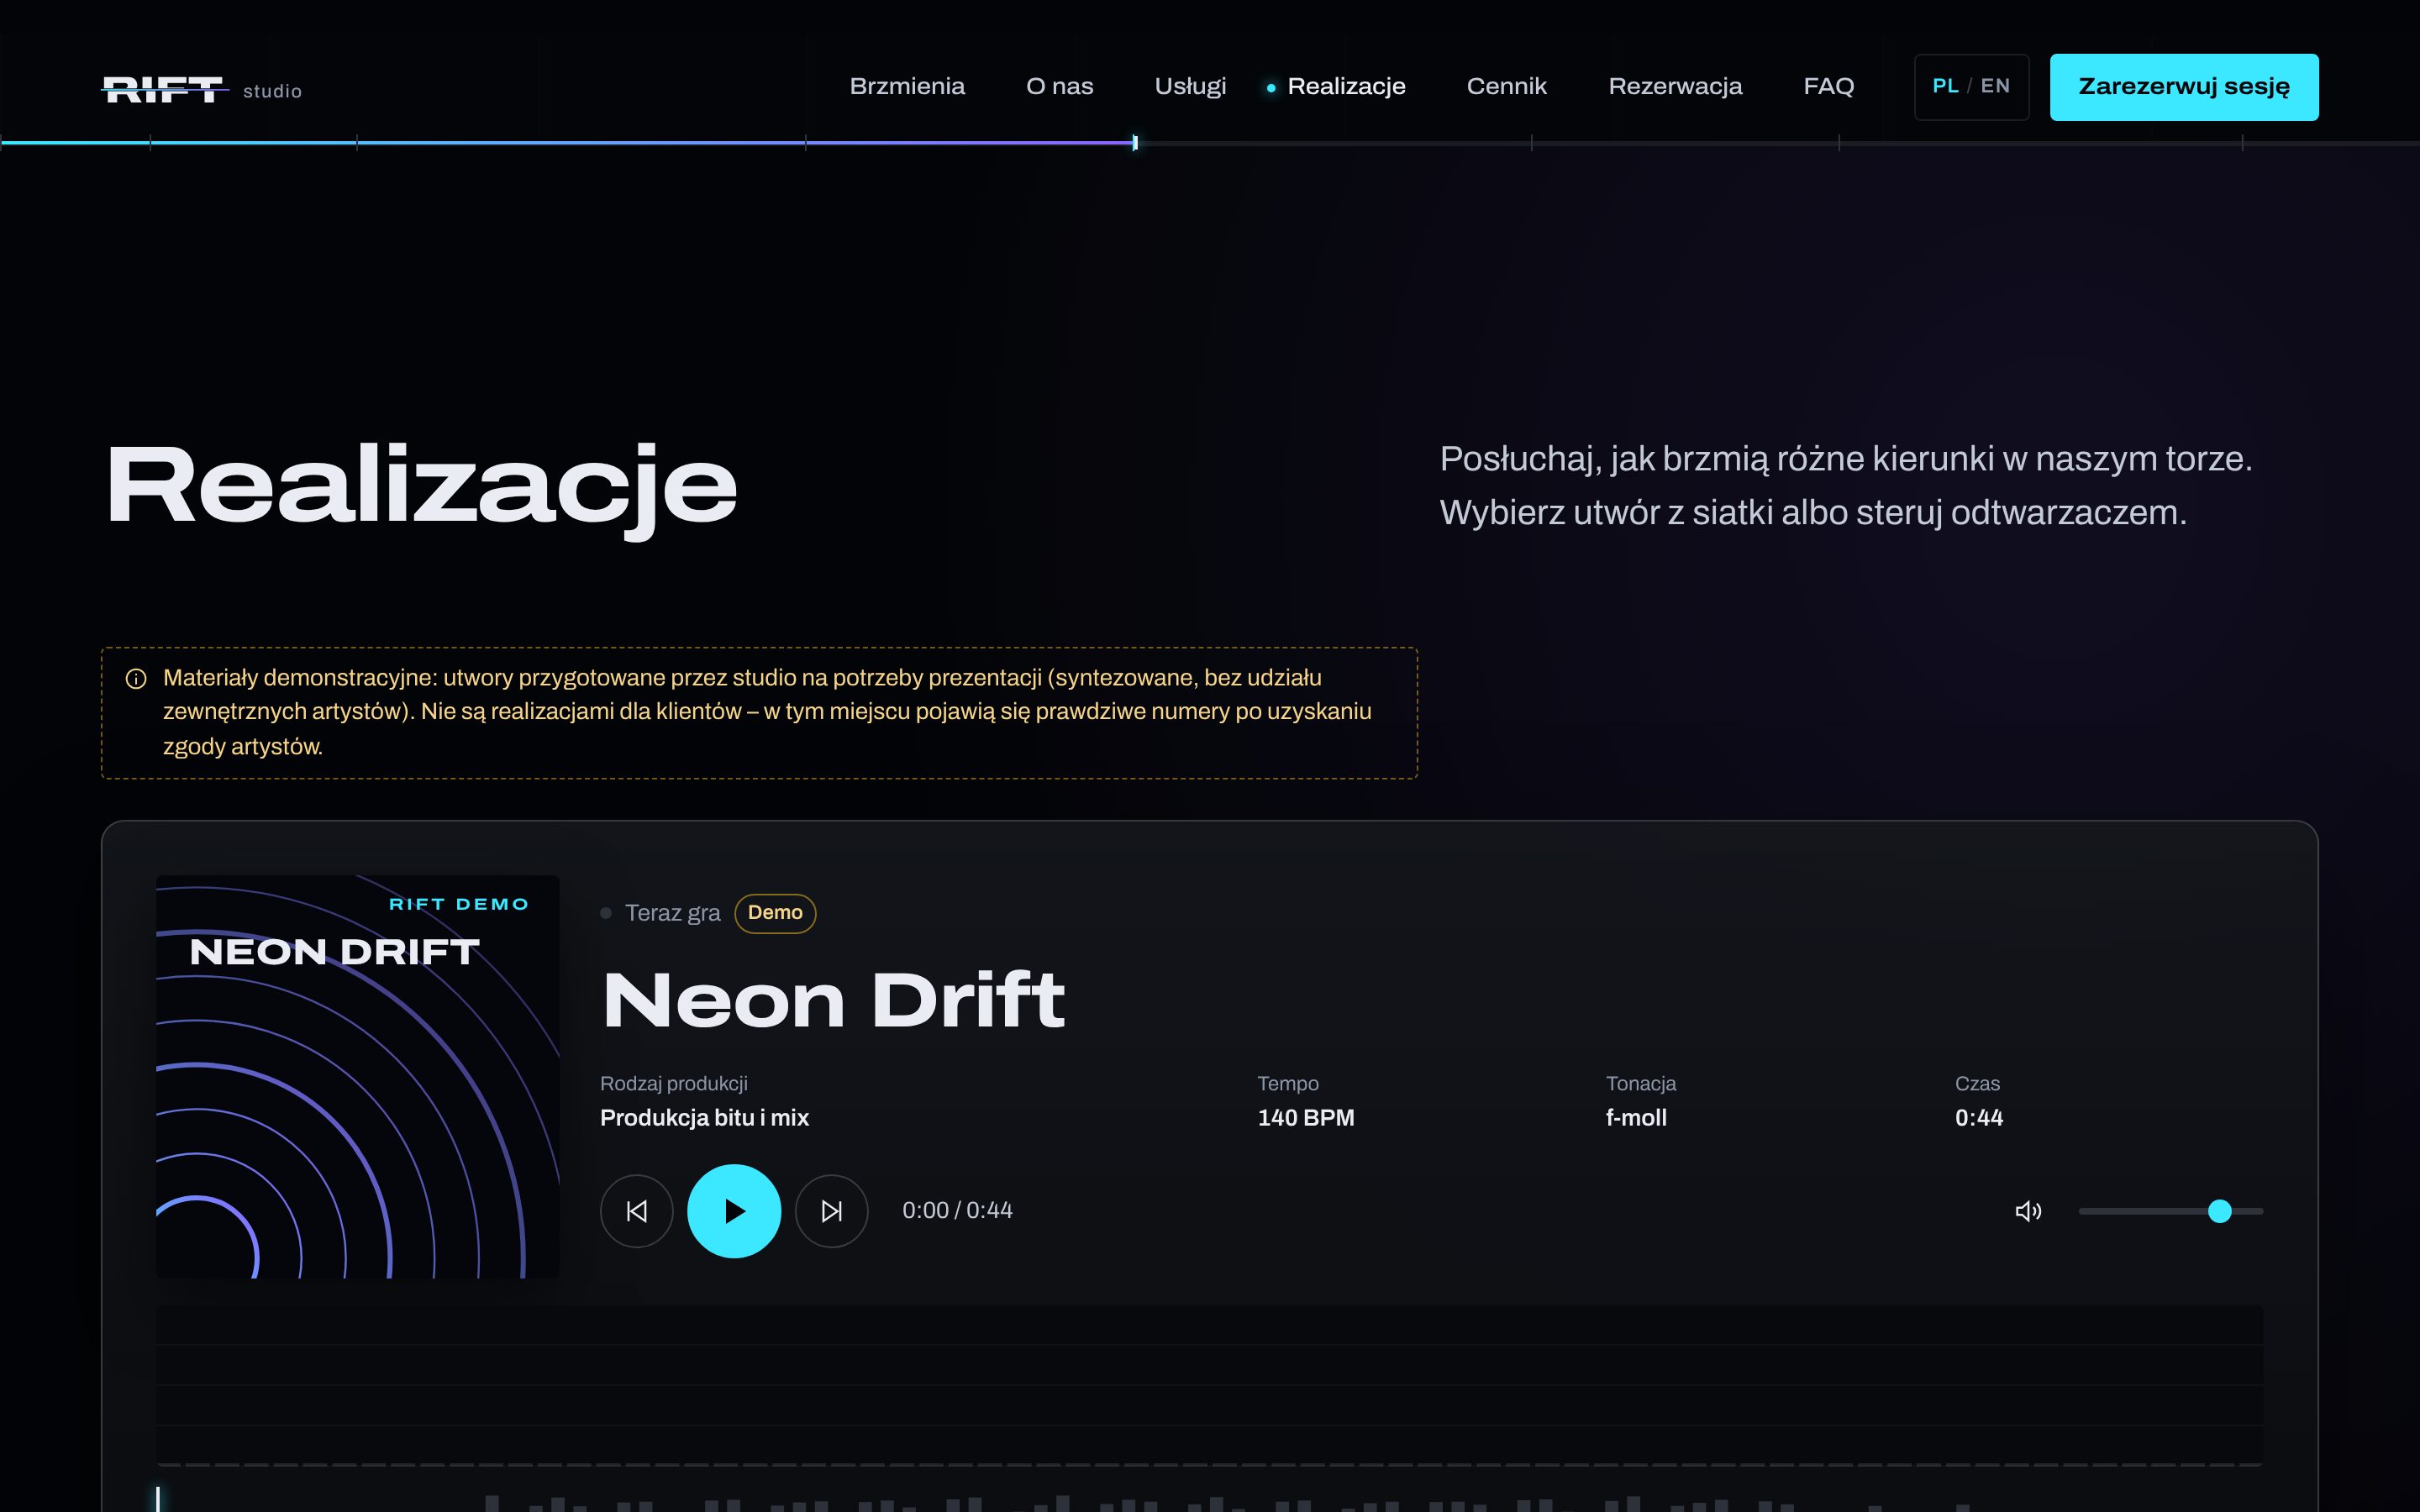 RIFT studio
Brzmienia
O nas
Usługi
Realizacje
Cennik
Rezerwacja
FAQ
PL / EN
Zarezerwuj sesję
Realizacje
Posłuchaj, jak brzmią różne kierunki w naszym torze.
Wybierz utwór z siatki albo steruj odtwarzaczem.
Materiały demonstracyjne: utwory przygotowane przez studio na potrzeby prezentacji (syntezowane, bez udziału
zewnętrznych artystów). Nie są realizacjami dla klientów – w tym miejscu pojawią się prawdziwe numery po uzyskaniu
zgody artystów.
RIFT DEMO
NEON DRIFT
Teraz gra
Demo
Neon Drift
Rodzaj produkcji
Produkcja bitu i mix
Tempo
140 BPM
Tonacja
f-moll
Czas
0:44
0:00 / 0:44